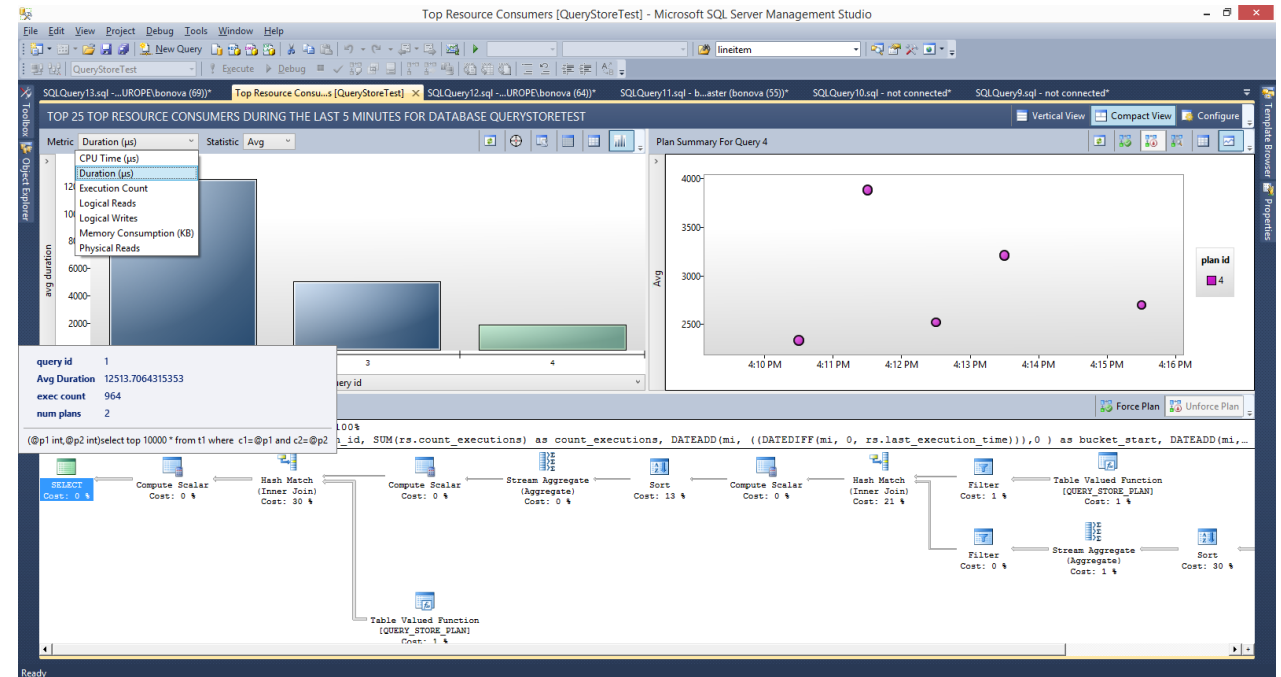 Top Resource Consumers [QueryStoreTest] - Microsoft SQL Server Management Studio
File Edit View Project Debug Tools Window Help
New Query lineitem
QueryStoreTest Execute Debug
SQLQuery13.sql -...UROPE\bonova (69))* Top Resource Consu...s [QueryStoreTest] SQLQuery12.sql -...UROPE\bonova (64))* SQLQuery11.sql - b...aster (bonova (55))* SQLQuery10.sql - not connected* SQLQuery9.sql - not connected*
Toolbox
Object Explorer
Template Browser
Properties
TOP 25 TOP RESOURCE CONSUMERS DURING THE LAST 5 MINUTES FOR DATABASE QUERYSTORETEST Vertical View Compact View Configure
Metric Duration (µs) Statistic Avg
CPU Time (µs)
Duration (µs)
Execution Count
Logical Reads
Logical Writes
Memory Consumption (KB)
Physical Reads
avg duration
6000
4000
2000
3 4
query id 1
Avg Duration 12513.7064315353
exec count 964
num plans 2
(@p1 int,@p2 int)select top 10000 * from t1 where c1=@p1 and c2=@p2
Plan Summary For Query 4
Avg
4000
3500
3000
2500
4:10 PM 4:11 PM 4:12 PM 4:13 PM 4:14 PM 4:15 PM 4:16 PM
plan id
4
Force Plan Unforce Plan
100%
n_id, SUM(rs.count_executions) as count_executions, DATEADD(mi, ((DATEDIFF(mi, 0, rs.last_execution_time))),0 ) as bucket_start, DATEADD(mi,...
SELECT
Cost: 0 %
Compute Scalar
Cost: 0 %
Hash Match
(Inner Join)
Cost: 30 %
Compute Scalar
Cost: 0 %
Stream Aggregate
(Aggregate)
Cost: 0 %
Sort
Cost: 13 %
Compute Scalar
Cost: 0 %
Hash Match
(Inner Join)
Cost: 21 %
Filter
Cost: 1 %
Table Valued Function
[QUERY_STORE_PLAN]
Cost: 1 %
Filter
Cost: 0 %
Stream Aggregate
(Aggregate)
Cost: 1 %
Sort
Cost: 30 %
Table Valued Function
[QUERY_STORE_PLAN]
Cost: 1 %
Ready